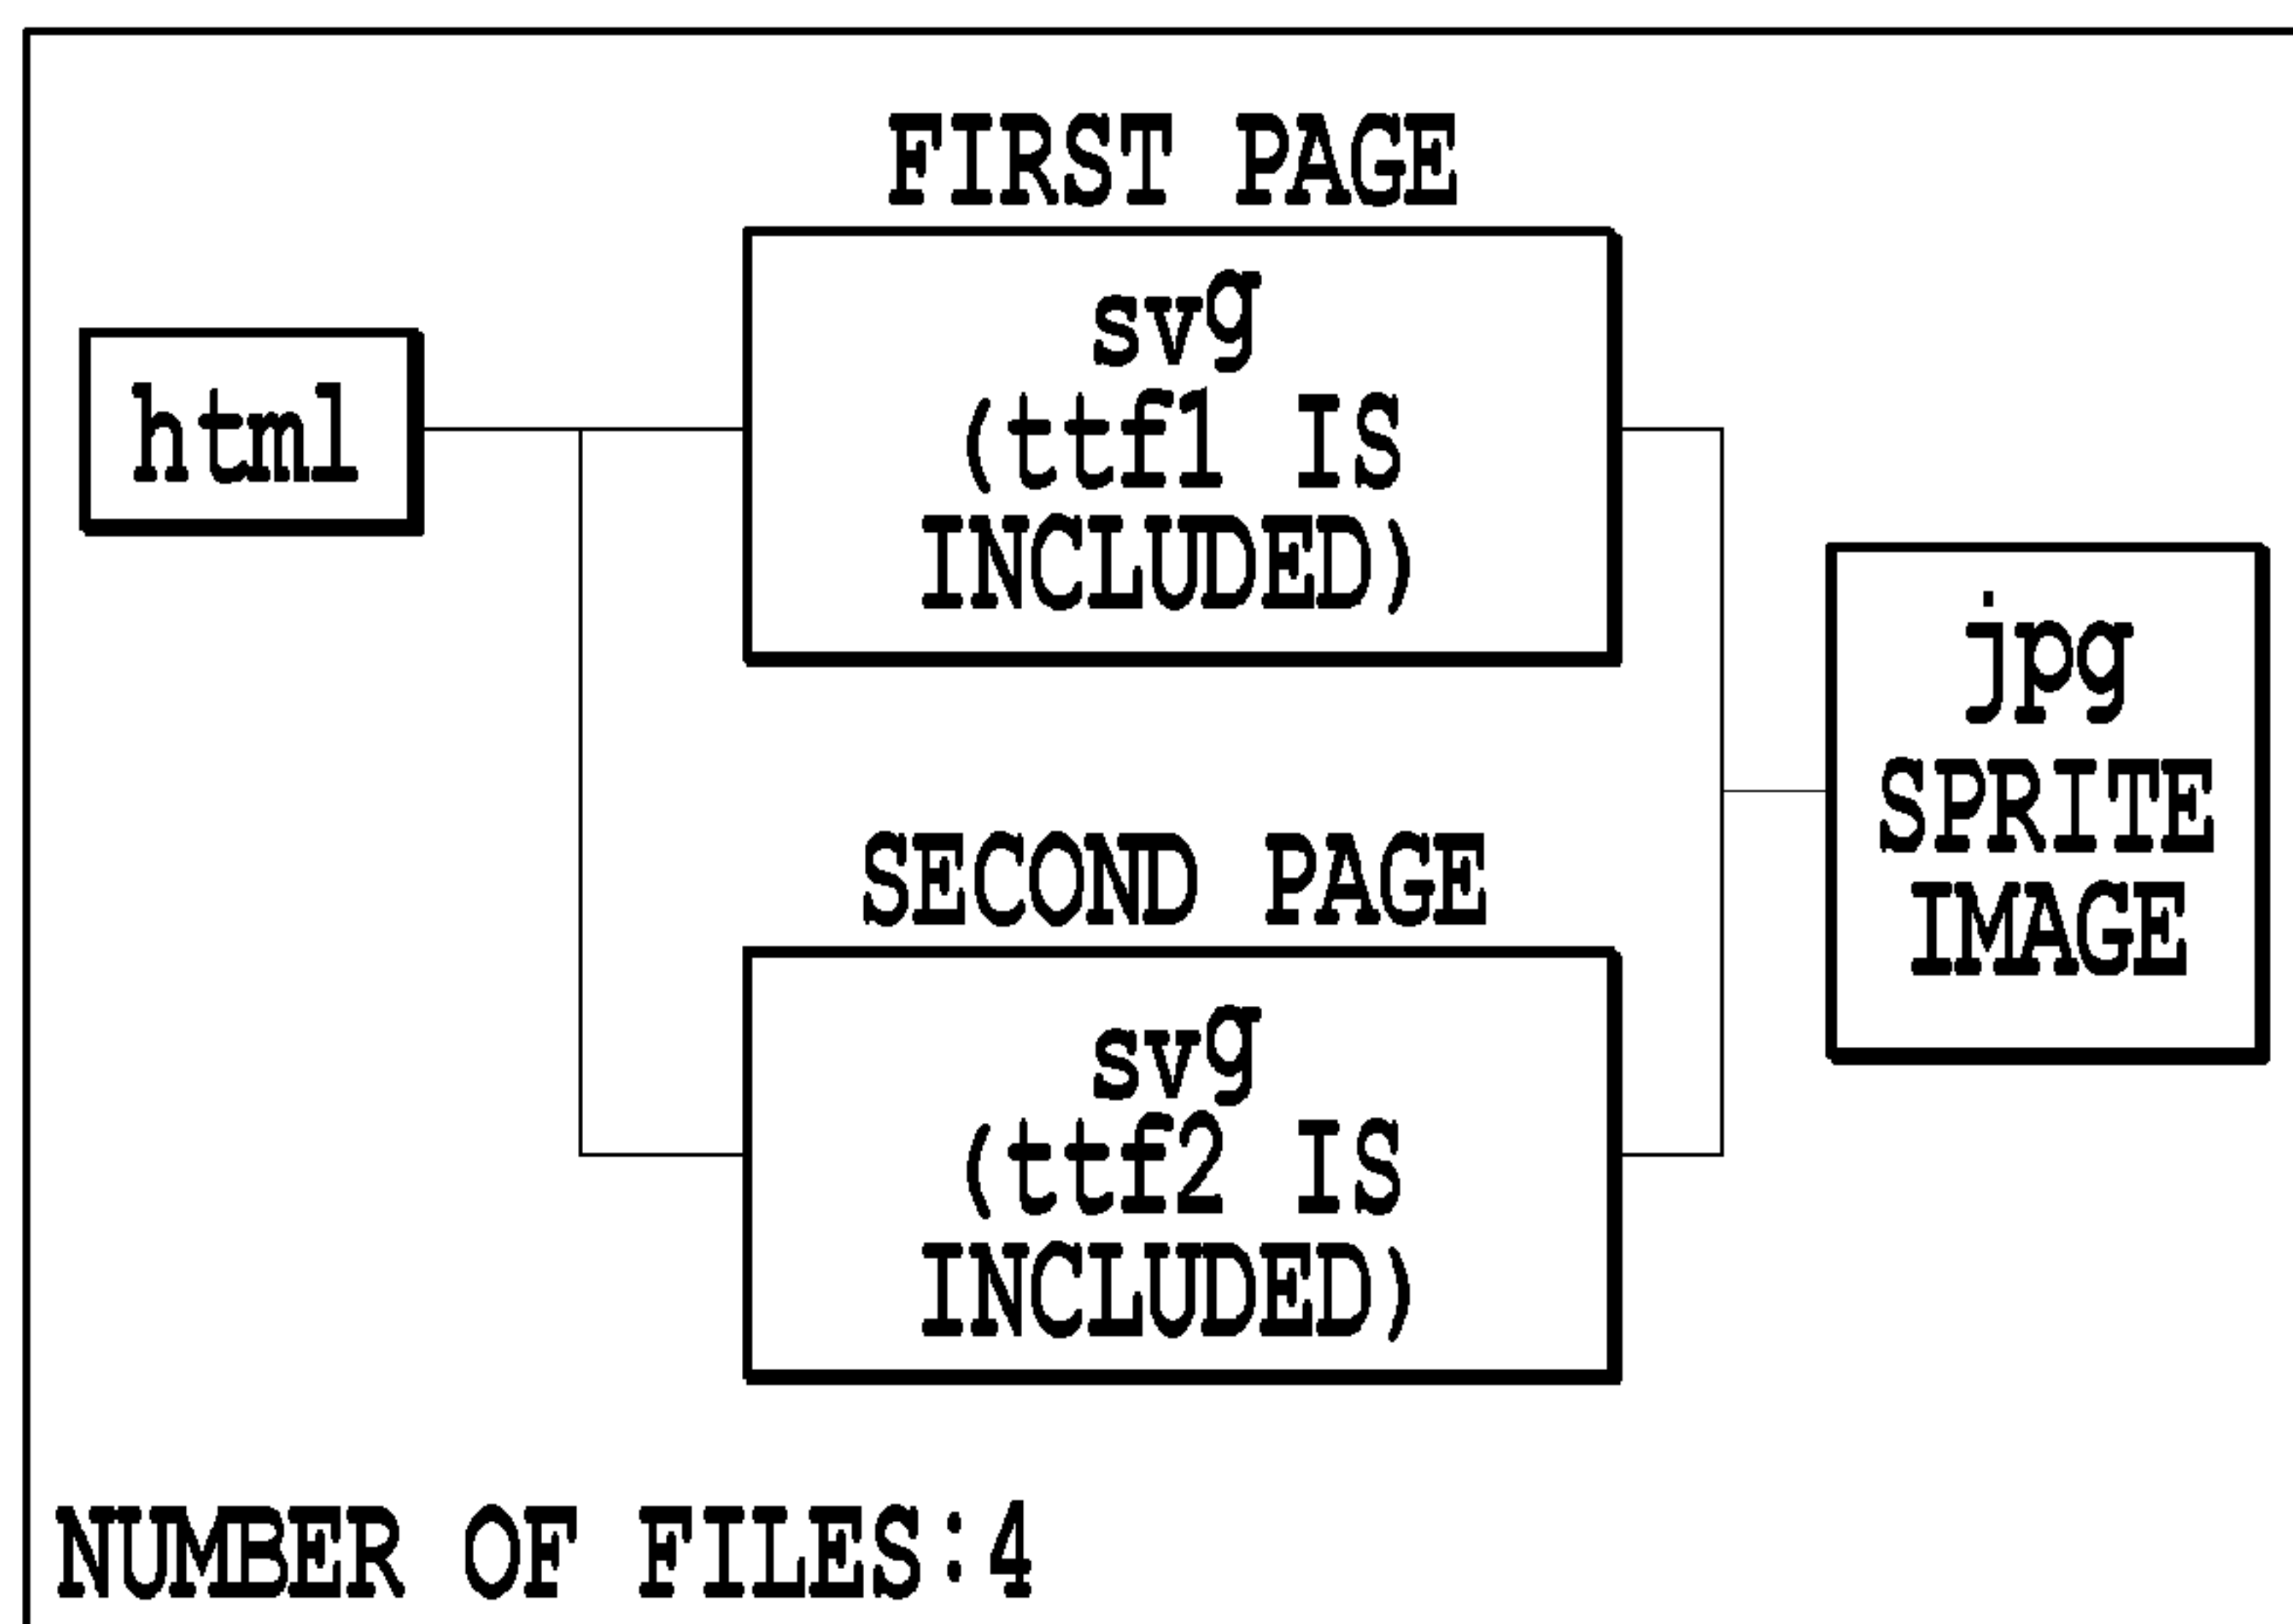 FIRST PAGE
html
svg
(ttf1 IS
INCLUDED)
jpg
SPRITE
IMAGE
SECOND PAGE
svg
(ttf2 IS
INCLUDED)
NUMBER OF FILES:4